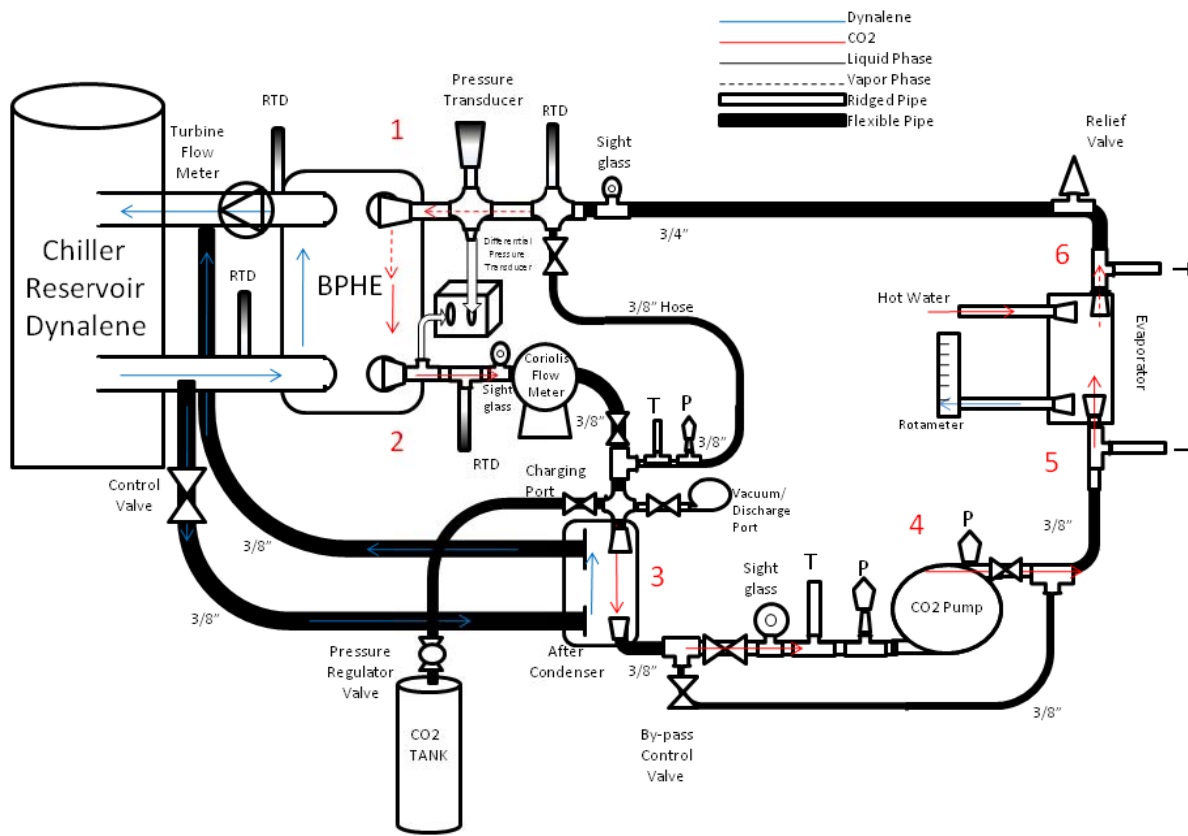 Dynalene
CO2
Liquid Phase
Vapor Phase
Ridged Pipe
Flexible Pipe
Pressure
Transducer
RTD
RTD
Turbine
Flow
Meter
1
Sight
glass
Relief
Valve
Chiller
Reservoir
Dynalene
RTD
BPHE
Differential
Pressure
Transducer
3/4"
6
+
Hot Water
3/8" Hose
Evaporator
Coriolis
Flow
Meter
Sight
glass
Rotameter
2
RTD
3/8"
T
P
3/8"
5
−
Control
Valve
Charging
Port
Vacuum/
Discharge
Port
3/8"
3/8"
3
4
P
3/8"
Sight
glass
T
P
CO2 Pump
3/8"
Pressure
Regulator
Valve
After
Condenser
3/8"
3/8"
CO2
TANK
By-pass
Control
Valve